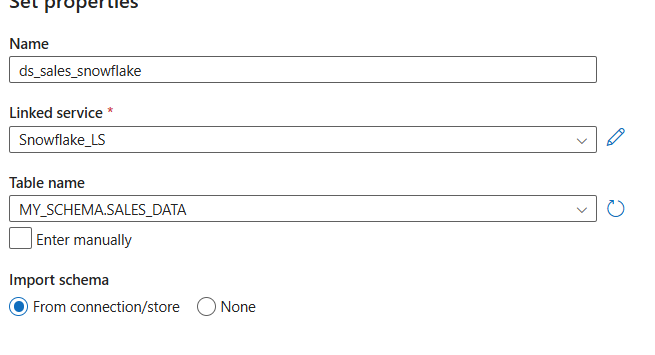 Set properties
Name
ds_sales_snowflake
Linked service *
Snowflake_LS
Table name
MY_SCHEMA.SALES_DATA
Enter manually
Import schema
From connection/store None